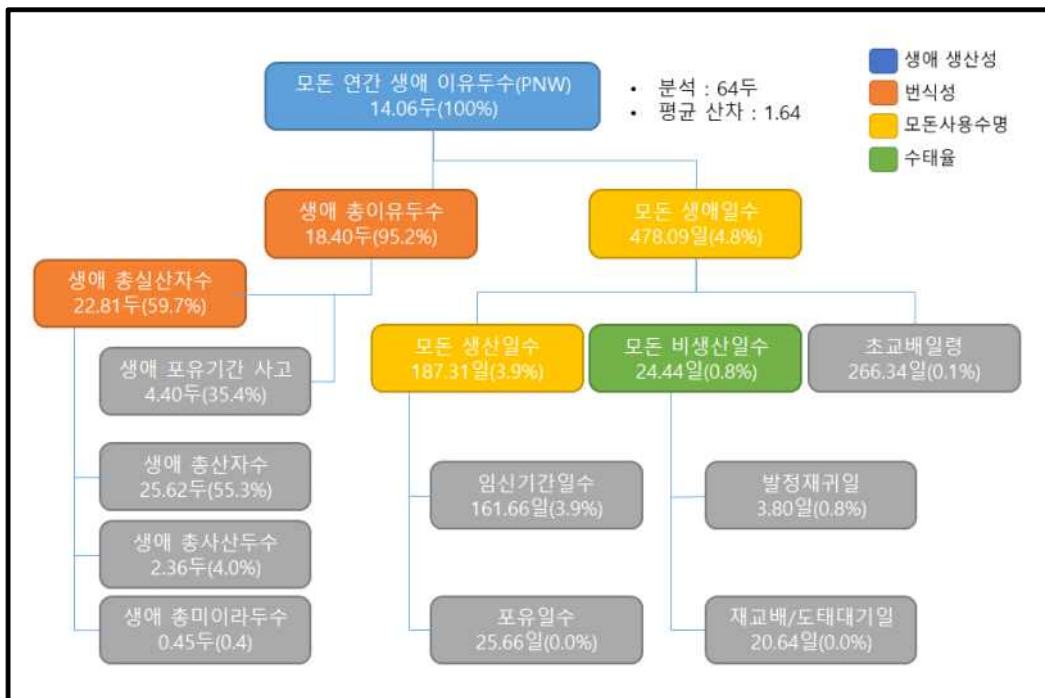 모돈 연간 생애 이유두수(PNW)
14.06두(100%)
• 분석 : 64두
• 평균 산차 : 1.64
생애 생산성
번식성
모돈사용수명
수태율
생애 총이유두수
18.40두(95.2%)
모돈 생애일수
478.09일(4.8%)
생애 총실산자수
22.81두(59.7%)
모돈 생산일수
187.31일(3.9%)
모돈 비생산일수
24.44일(0.8%)
초교배일령
266.34일(0.1%)
생애 포유기간 사고
4.40두(35.4%)
생애 총산자수
25.62두(55.3%)
임신기간일수
161.66일(3.9%)
발정재귀일
3.80일(0.8%)
생애 총사산두수
2.36두(4.0%)
생애 총미이라두수
0.45두(0.4)
포유일수
25.66일(0.0%)
재교배/도태대기일
20.64일(0.0%)